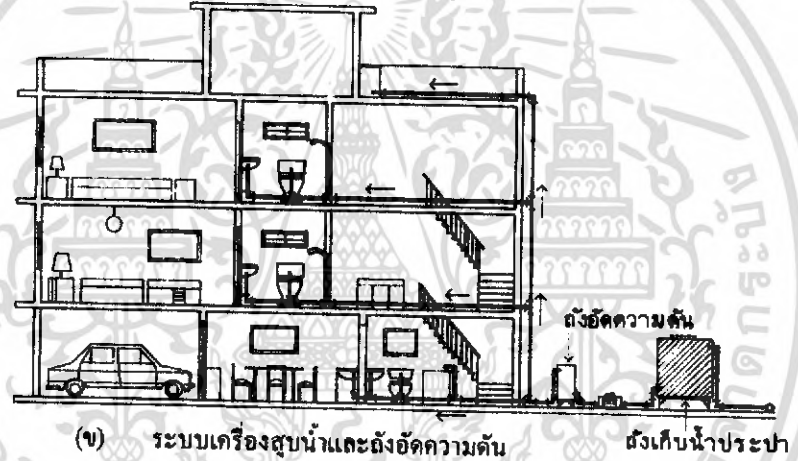 ถังอัดความดัน
(ข) ระบบเครื่องสูบน้ำและถังอัดความดัน
ถังเก็บน้ำประปา